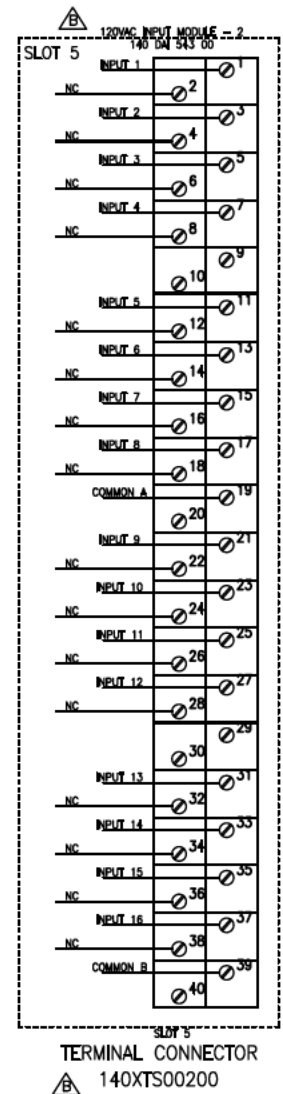 B
120VAC INPUT MODULE - 2
SLOT 5
140 DAI 543 00
INPUT 1 1
NC 2
INPUT 2 3
NC 4
INPUT 3 5
NC 6
INPUT 4 7
NC 8
9
10
INPUT 5 11
NC 12
INPUT 6 13
NC 14
INPUT 7 15
NC 16
INPUT 8 17
NC 18
COMMON A 19
20
INPUT 9 21
NC 22
INPUT 10 23
NC 24
INPUT 11 25
NC 26
INPUT 12 27
NC 28
29
30
INPUT 13 31
NC 32
INPUT 14 33
NC 34
INPUT 15 35
NC 36
INPUT 16 37
NC 38
COMMON B 39
40
SLOT 5
TERMINAL CONNECTOR
B 140XTS00200